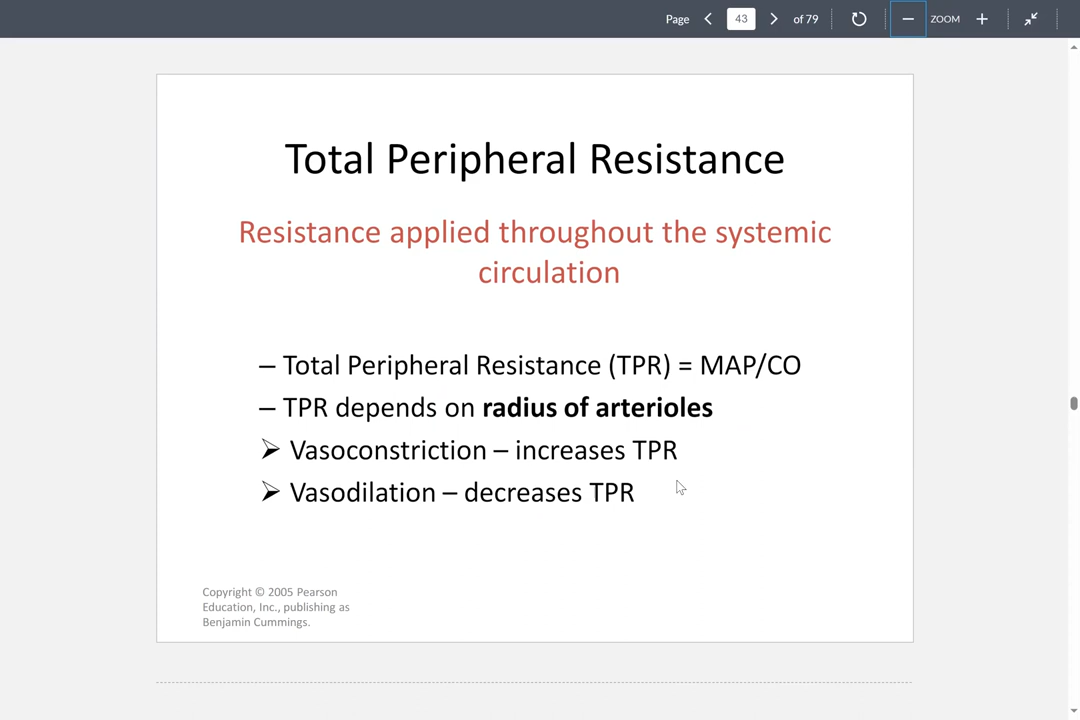 Page 43 of 79 ZOOM
Total Peripheral Resistance
Resistance applied throughout the systemic
circulation
– Total Peripheral Resistance (TPR) = MAP/CO
– TPR depends on radius of arterioles
➢ Vasoconstriction – increases TPR
➢ Vasodilation – decreases TPR
Copyright © 2005 Pearson
Education, Inc., publishing as
Benjamin Cummings.